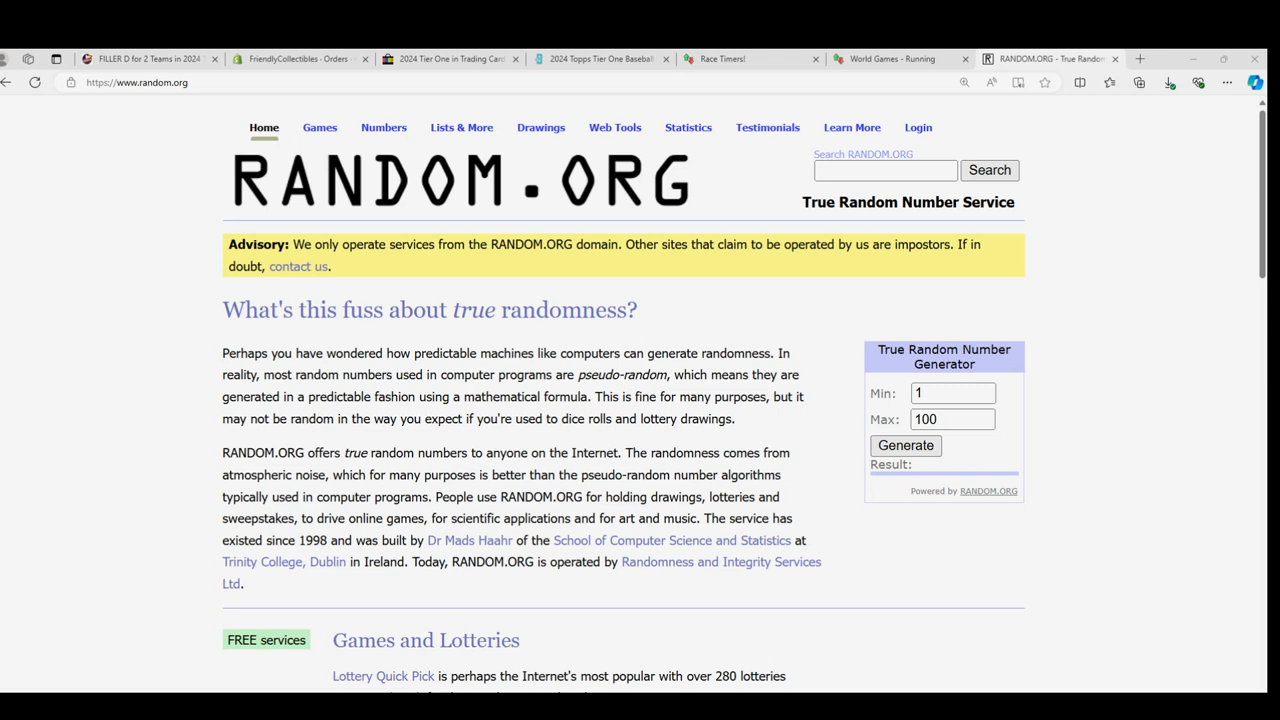 FILLER D for 2 Teams in 2024
FriendlyCollectibles - Orders -
2024 Tier One in Trading Card
2024 Topps Tier One Baseball
Race Timers!
World Games - Running
RANDOM.ORG - True Random
https://www.random.org
Home Games Numbers Lists & More Drawings Web Tools Statistics Testimonials Learn More Login
RANDOM.ORG
Search RANDOM.ORG
Search
True Random Number Service
Advisory: We only operate services from the RANDOM.ORG domain. Other sites that claim to be operated by us are impostors. If in
doubt, contact us.
What's this fuss about true randomness?
Perhaps you have wondered how predictable machines like computers can generate randomness. In
reality, most random numbers used in computer programs are pseudo-random, which means they are
generated in a predictable fashion using a mathematical formula. This is fine for many purposes, but it
may not be random in the way you expect if you're used to dice rolls and lottery drawings.
RANDOM.ORG offers true random numbers to anyone on the Internet. The randomness comes from
atmospheric noise, which for many purposes is better than the pseudo-random number algorithms
typically used in computer programs. People use RANDOM.ORG for holding drawings, lotteries and
sweepstakes, to drive online games, for scientific applications and for art and music. The service has
existed since 1998 and was built by Dr Mads Haahr of the School of Computer Science and Statistics at
Trinity College, Dublin in Ireland. Today, RANDOM.ORG is operated by Randomness and Integrity Services
Ltd.
True Random Number
Generator
Min: 1
Max: 100
Generate
Result:
Powered by RANDOM.ORG
FREE services
Games and Lotteries
Lottery Quick Pick is perhaps the Internet's most popular with over 280 lotteries